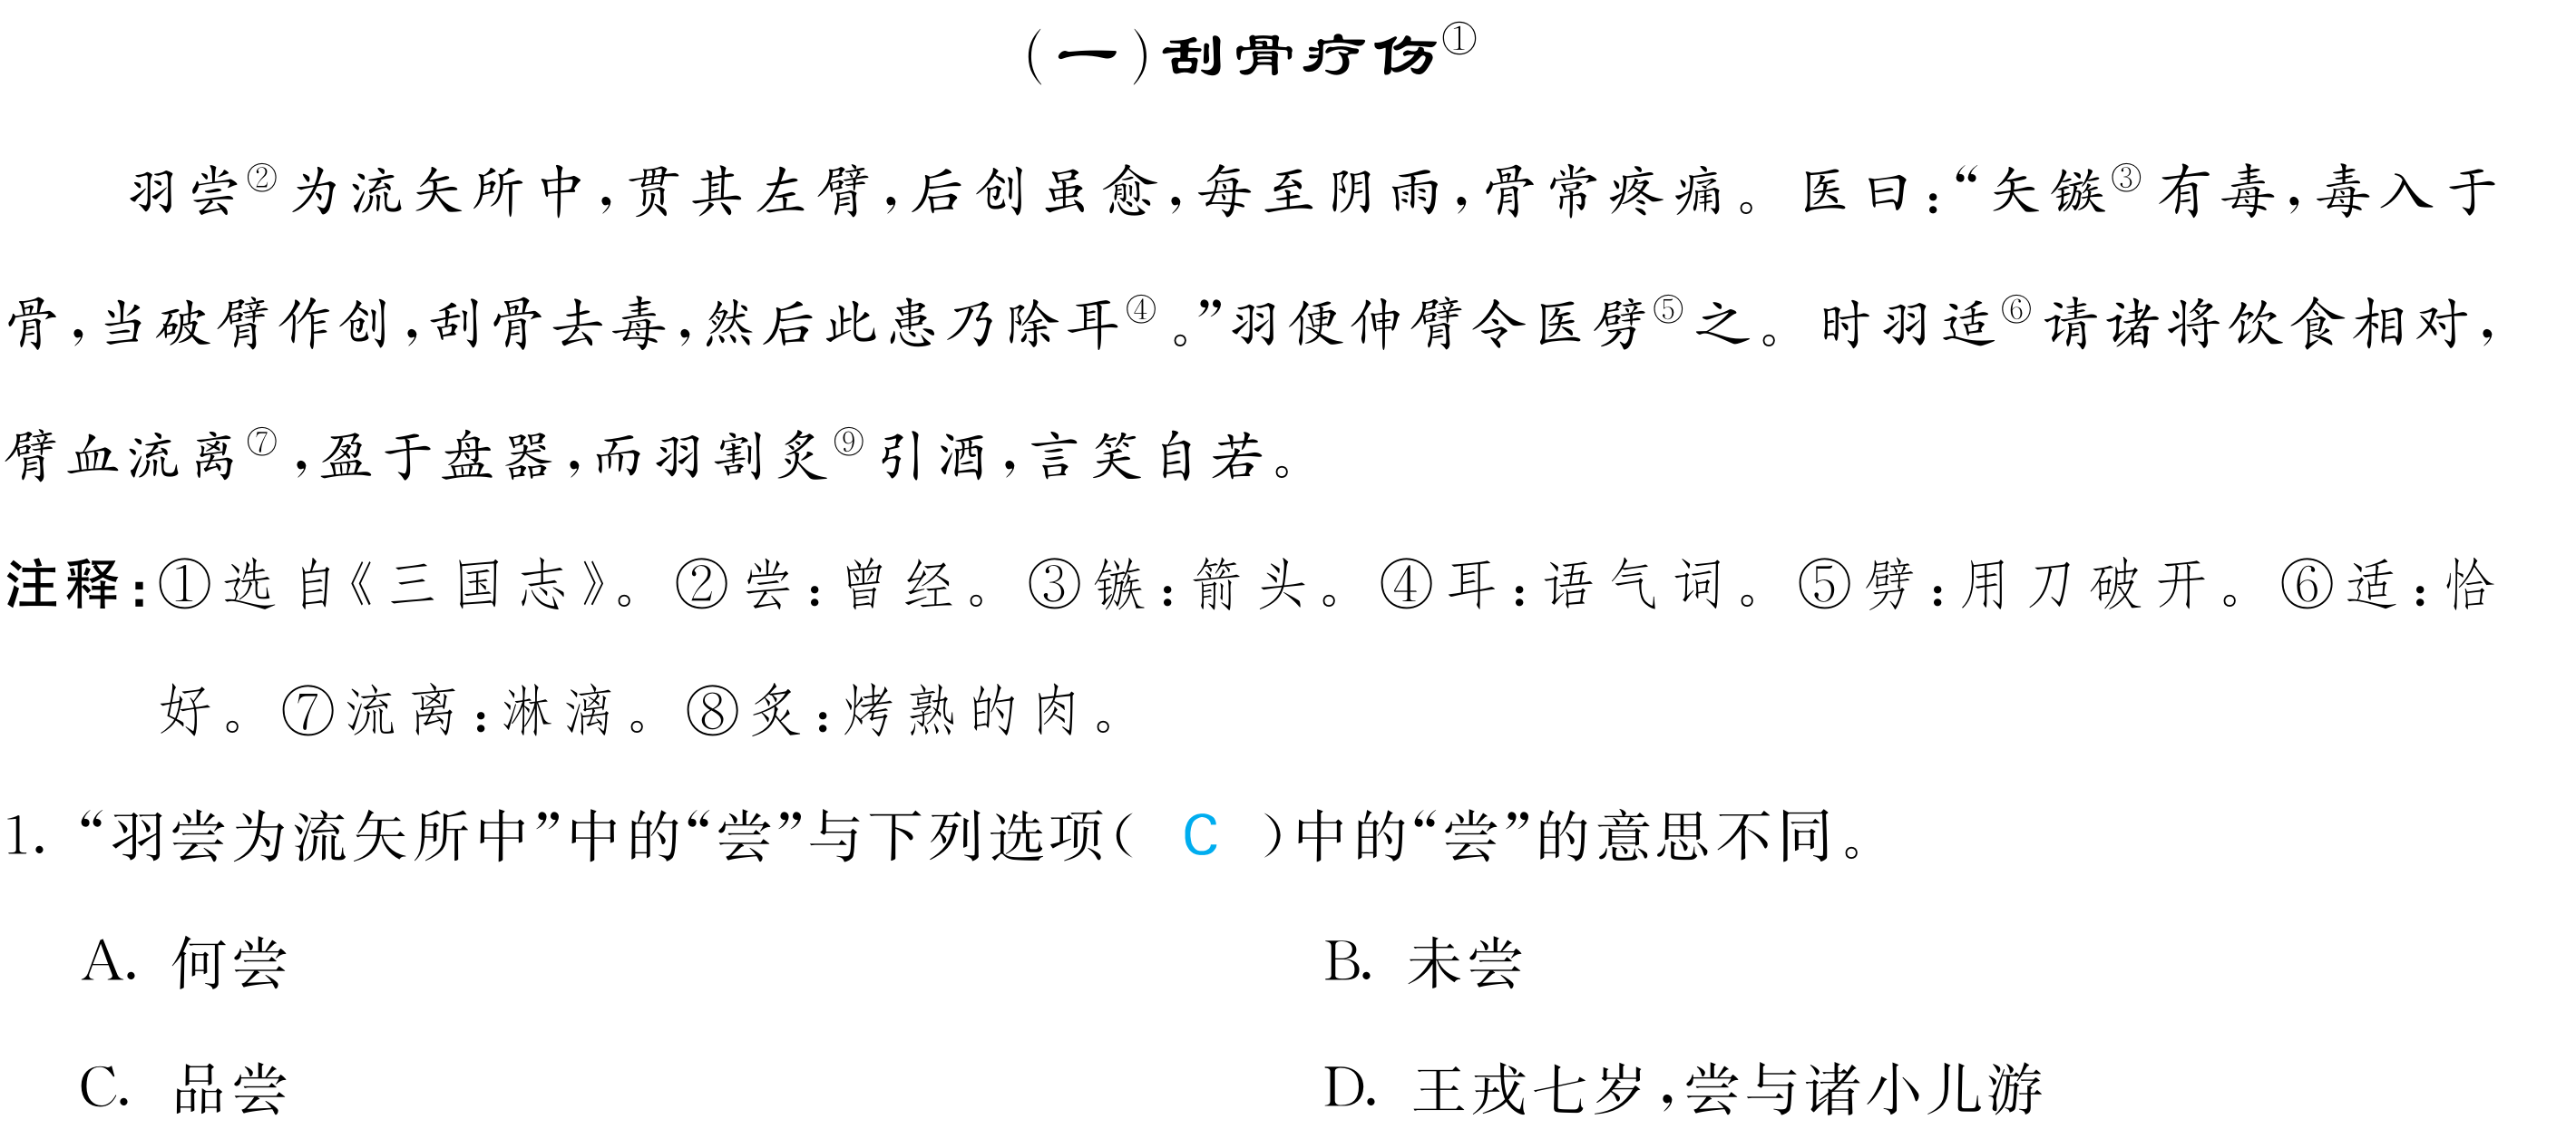 (一)刮骨疗伤①
羽尝②为流矢所中,贯其左臂,后创虽愈,每至阴雨,骨常疼痛。医曰:“矢镞③有毒,毒入于
骨,当破臂作创,刮骨去毒,然后此患乃除耳④。”羽便伸臂令医劈⑤之。时羽适⑥请诸将饮食相对,
臂血流离⑦,盈于盘器,而羽割炙⑨引酒,言笑自若。
注释:①选自《三国志》。②尝:曾经。③镞:箭头。④耳:语气词。⑤劈:用刀破开。⑥适:恰
好。⑦流离:淋漓。⑧炙:烤熟的肉。
1. “羽尝为流矢所中”中的“尝”与下列选项( C )中的“尝”的意思不同。
A. 何尝 B. 未尝
C. 品尝 D. 王戎七岁,尝与诸小儿游